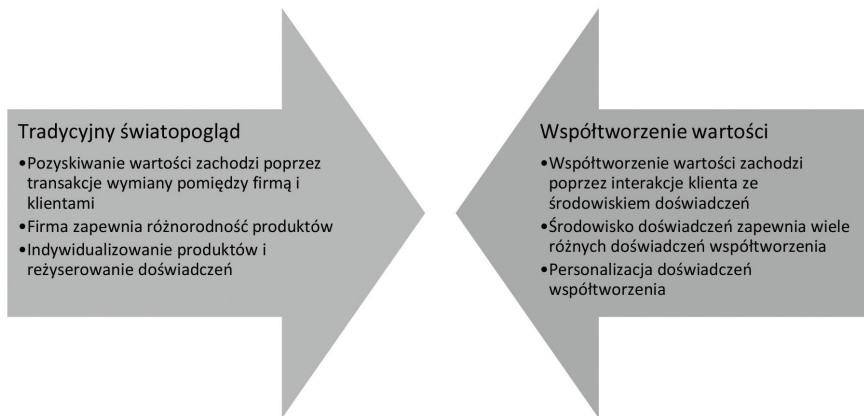 Tradycyjny światopogląd
•Pozyskiwanie wartości zachodzi poprzez
transakcje wymiany pomiędzy firmą i
klientami
•Firma zapewnia różnorodność produktów
•Indywidualizowanie produktów i
reżyserowanie doświadczeń
Współtworzenie wartości
•Współtworzenie wartości zachodzi
poprzez interakcje klienta ze
środowiskiem doświadczeń
•Środowisko doświadczeń zapewnia wiele
różnych doświadczeń współtworzenia
•Personalizacja doświadczeń
współtworzenia